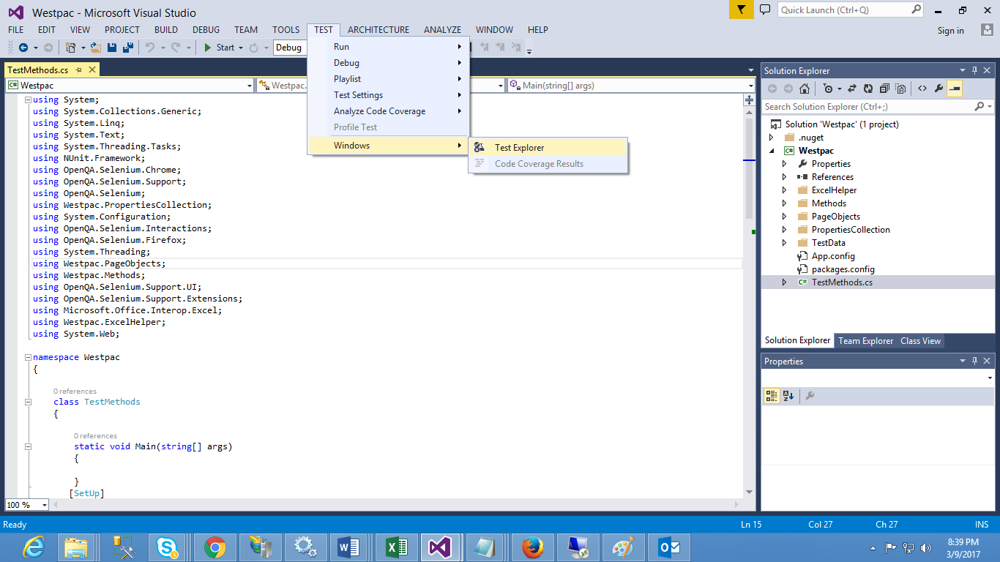 Westpac - Microsoft Visual Studio
Quick Launch (Ctrl+Q)
FILE EDIT VIEW PROJECT BUILD DEBUG TEAM TOOLS TEST ARCHITECTURE ANALYZE WINDOW HELP
Sign in
Start
Debug
Run
Debug
Playlist
Test Settings
Analyze Code Coverage
Profile Test
Windows
Test Explorer
Code Coverage Results
TestMethods.cs
Westpac
Westpac.
Main(string[] args)
using System;
using System.Collections.Generic;
using System.Linq;
using System.Text;
using System.Threading.Tasks;
using NUnit.Framework;
using OpenQA.Selenium.Chrome;
using OpenQA.Selenium.Support;
using OpenQA.Selenium;
using Westpac.PropertiesCollection;
using System.Configuration;
using OpenQA.Selenium.Interactions;
using OpenQA.Selenium.Firefox;
using System.Threading;
using Westpac.PageObjects;
using Westpac.Methods;
using OpenQA.Selenium.Support.UI;
using OpenQA.Selenium.Support.Extensions;
using Microsoft.Office.Interop.Excel;
using Westpac.ExcelHelper;
using System.Web;
namespace Westpac
{
0 references
class TestMethods
{
0 references
static void Main(string[] args)
{
}
[SetUp]
100 %
Solution Explorer
Search Solution Explorer (Ctrl+;)
Solution 'Westpac' (1 project)
.nuget
C# Westpac
Properties
References
ExcelHelper
Methods
PageObjects
PropertiesCollection
TestData
App.config
packages.config
C# TestMethods.cs
Solution Explorer Team Explorer Class View
Properties
Ready
Ln 15 Col 27 Ch 27 INS
8:39 PM
3/9/2017